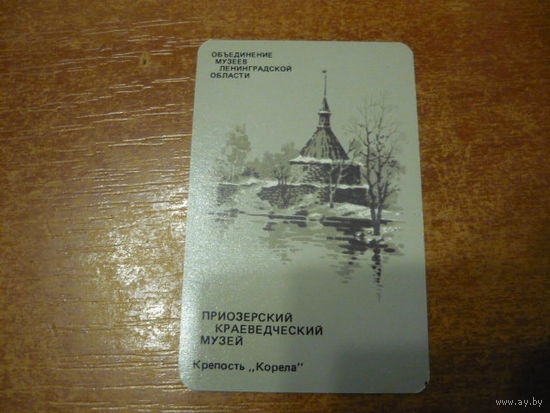 ОБЪЕДИНЕНИЕ
МУЗЕЕВ
ЛЕНИНГРАДСКОЙ
ОБЛАСТИ
ПРИОЗЕРСКИЙ
КРАЕВЕДЧЕСКИЙ
МУЗЕЙ
Крепость „Корела"
© www.ay.by